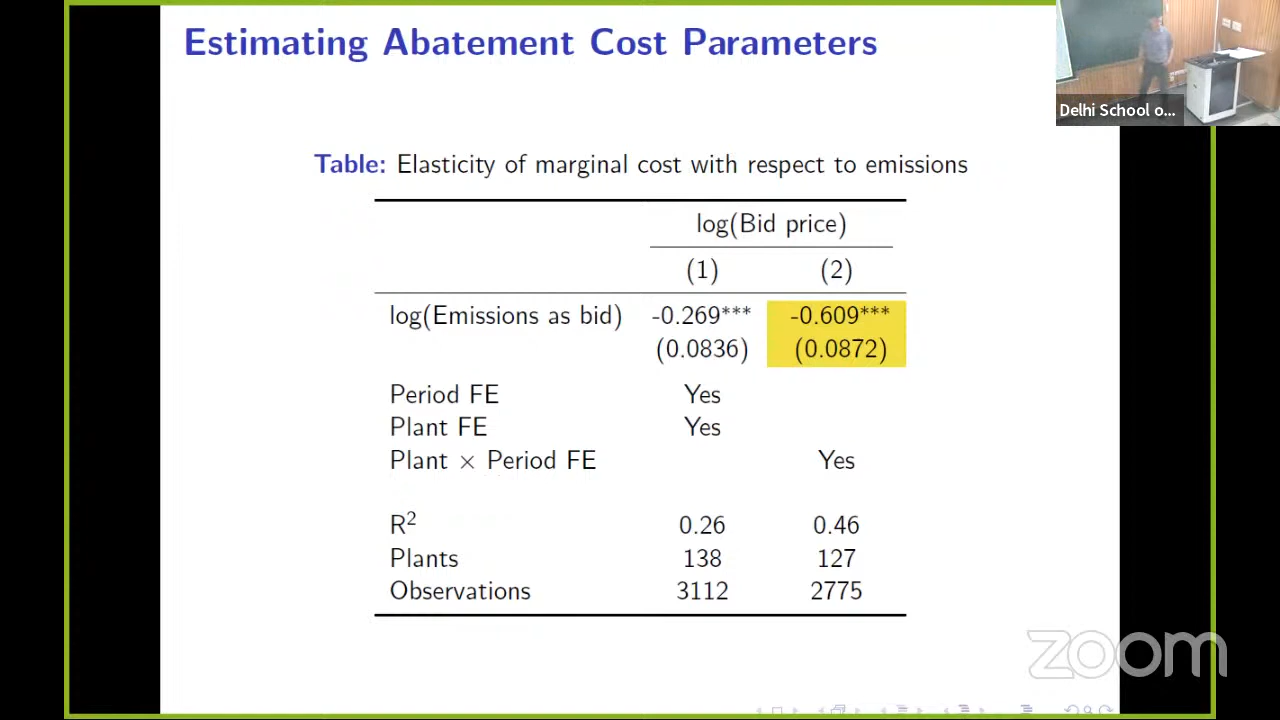 Estimating Abatement Cost Parameters
Delhi School o...
Table: Elasticity of marginal cost with respect to emissions
log(Bid price)
(1) (2)
log(Emissions as bid) -0.269*** -0.609***
(0.0836) (0.0872)
Period FE Yes
Plant FE Yes
Plant × Period FE Yes
R² 0.26 0.46
Plants 138 127
Observations 3112 2775
zoom